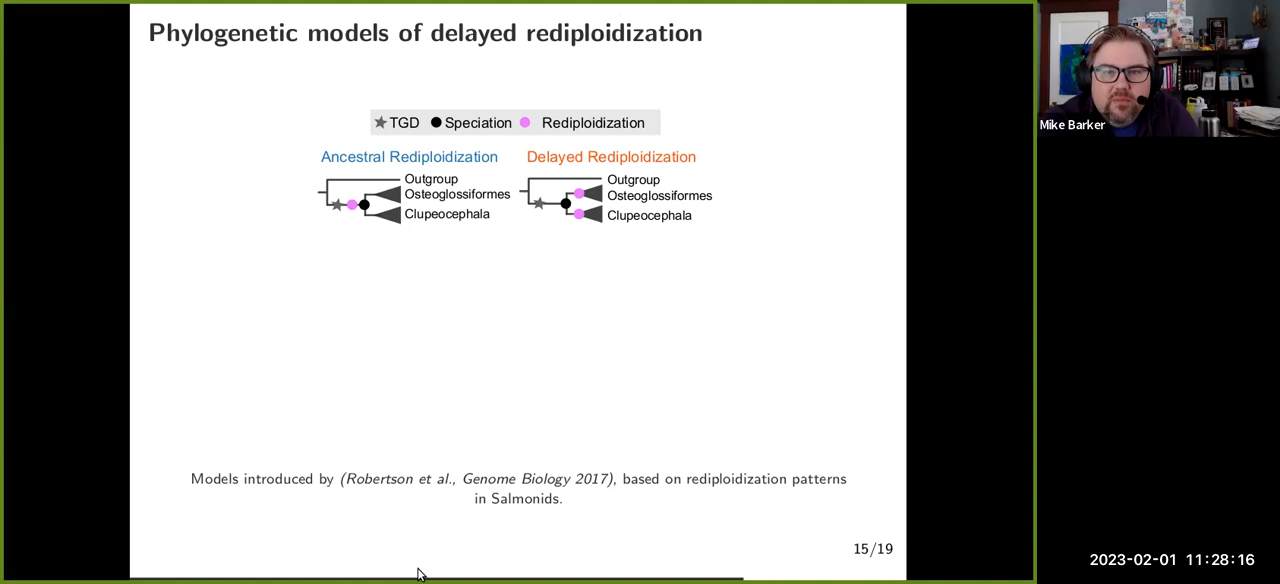 Phylogenetic models of delayed rediploidization
TGD Speciation Rediploidization
Ancestral Rediploidization
Outgroup
Osteoglossiformes
Clupeocephala
Delayed Rediploidization
Outgroup
Osteoglossiformes
Clupeocephala
Models introduced by (Robertson et al., Genome Biology 2017), based on rediploidization patterns
in Salmonids.
15/19
Mike Barker
2023-02-01 11:28:16